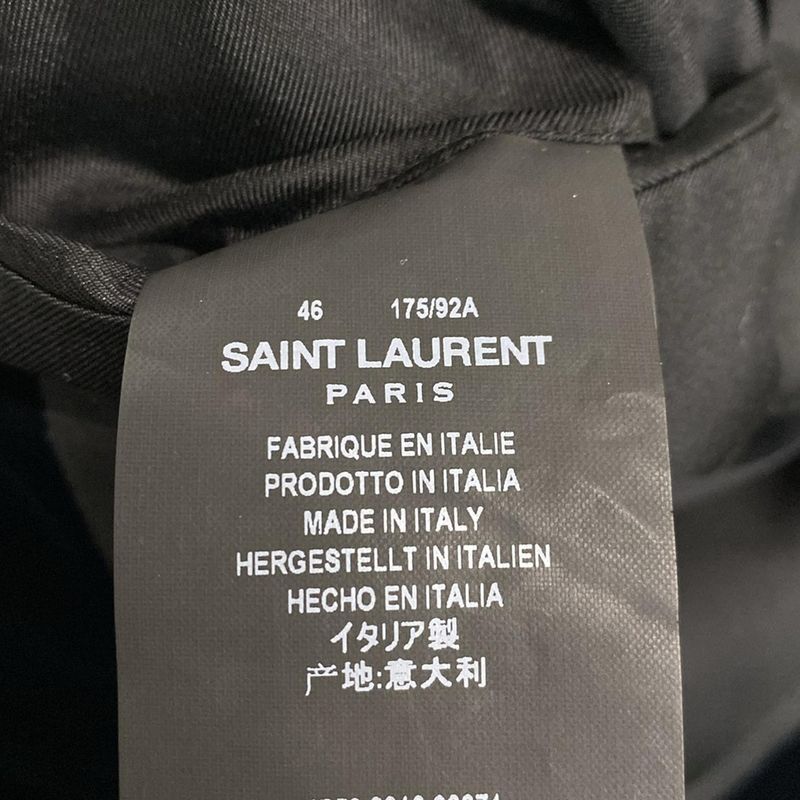 46 175/92A
SAINT LAURENT
PARIS
FABRIQUE EN ITALIE
PRODOTTO IN ITALIA
MADE IN ITALY
HERGESTELLT IN ITALIEN
HECHO EN ITALIA
イタリア製
产地:意大利